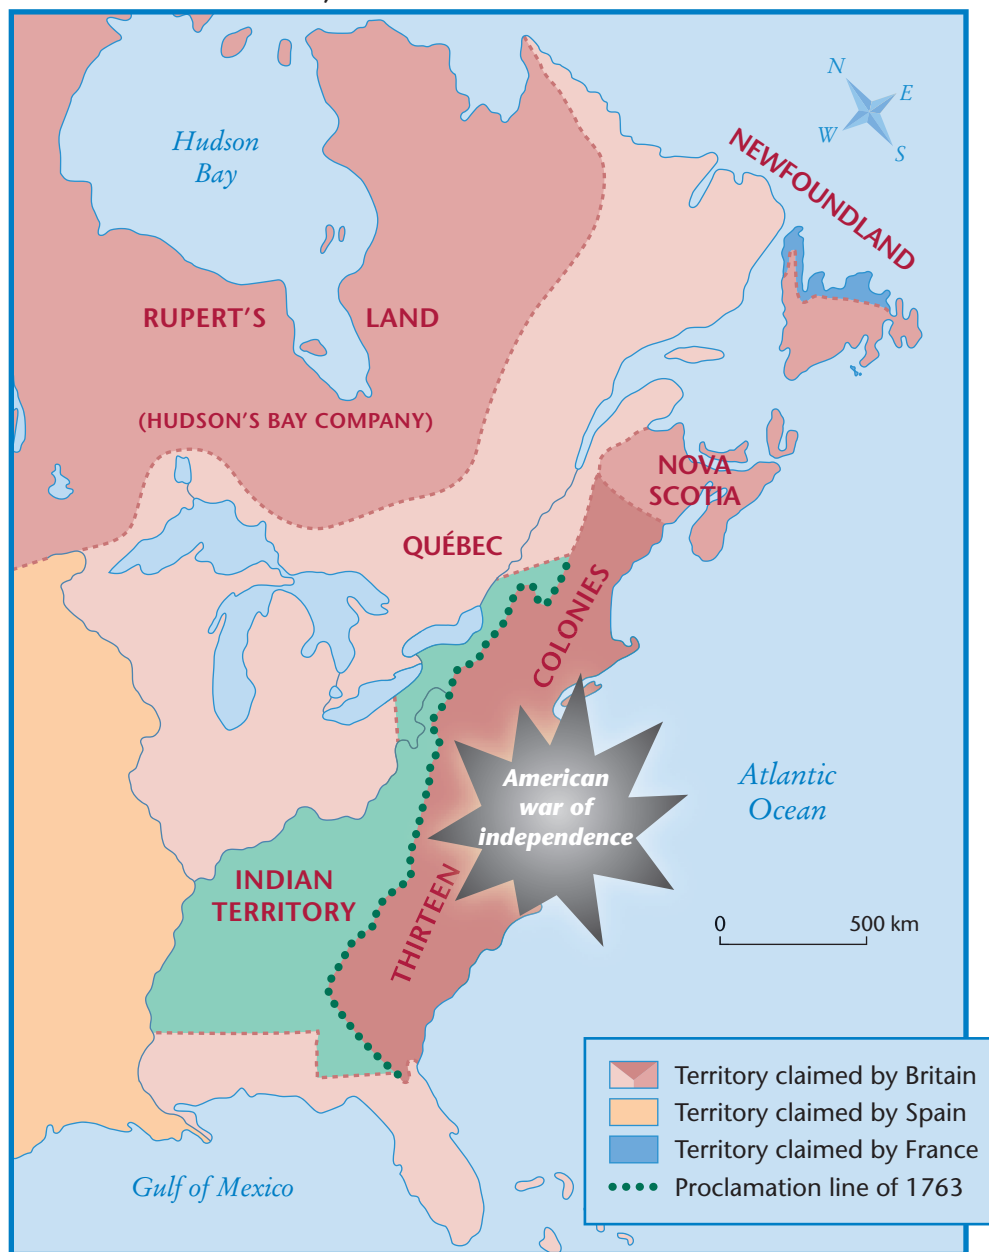 N
E
W
S
Hudson
Bay
NEWFOUNDLAND
RUPERT'S LAND
(HUDSON'S BAY COMPANY)
NOVA
SCOTIA
QUÉBEC
THIRTEEN COLONIES
American
war of
independence
Atlantic
Ocean
INDIAN
TERRITORY
0 500 km
Gulf of Mexico
Territory claimed by Britain
Territory claimed by Spain
Territory claimed by France
Proclamation line of 1763